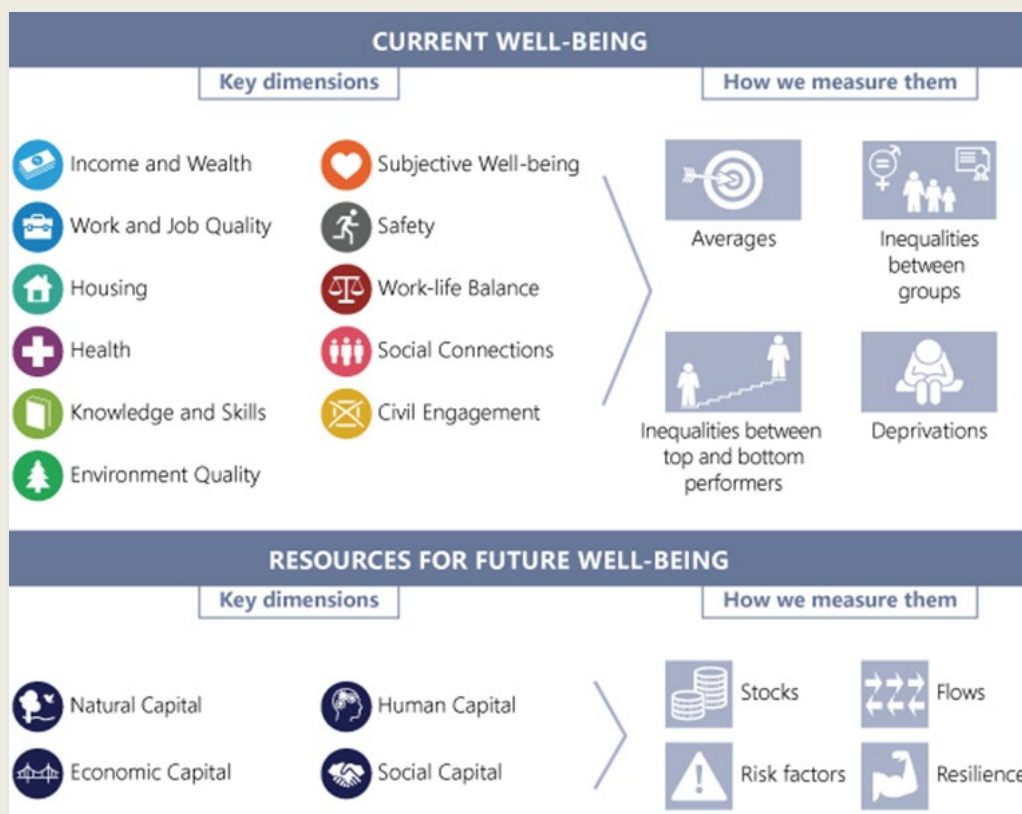 CURRENT WELL-BEING
Key dimensions
How we measure them
Income and Wealth
Work and Job Quality
Housing
Health
Knowledge and Skills
Environment Quality
Subjective Well-being
Safety
Work-life Balance
Social Connections
Civil Engagement
Averages
Inequalities
between
groups
Inequalities between
top and bottom
performers
Deprivations
RESOURCES FOR FUTURE WELL-BEING
Key dimensions
How we measure them
Natural Capital
Economic Capital
Human Capital
Social Capital
Stocks
Flows
Risk factors
Resilience